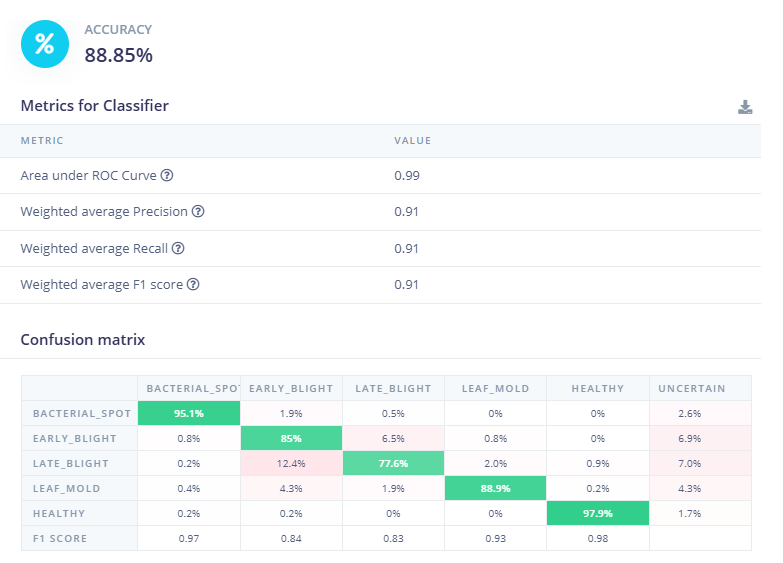 %
ACCURACY
88.85%
Metrics for Classifier
METRIC VALUE
Area under ROC Curve ? 0.99
Weighted average Precision ? 0.91
Weighted average Recall ? 0.91
Weighted average F1 score ? 0.91
Confusion matrix
BACTERIAL_SPOT EARLY_BLIGHT LATE_BLIGHT LEAF_MOLD HEALTHY UNCERTAIN
BACTERIAL_SPOT 95.1% 1.9% 0.5% 0% 0% 2.6%
EARLY_BLIGHT 0.8% 85% 6.5% 0.8% 0% 6.9%
LATE_BLIGHT 0.2% 12.4% 77.6% 2.0% 0.9% 7.0%
LEAF_MOLD 0.4% 4.3% 1.9% 88.9% 0.2% 4.3%
HEALTHY 0.2% 0.2% 0% 0% 97.9% 1.7%
F1 SCORE 0.97 0.84 0.83 0.93 0.98